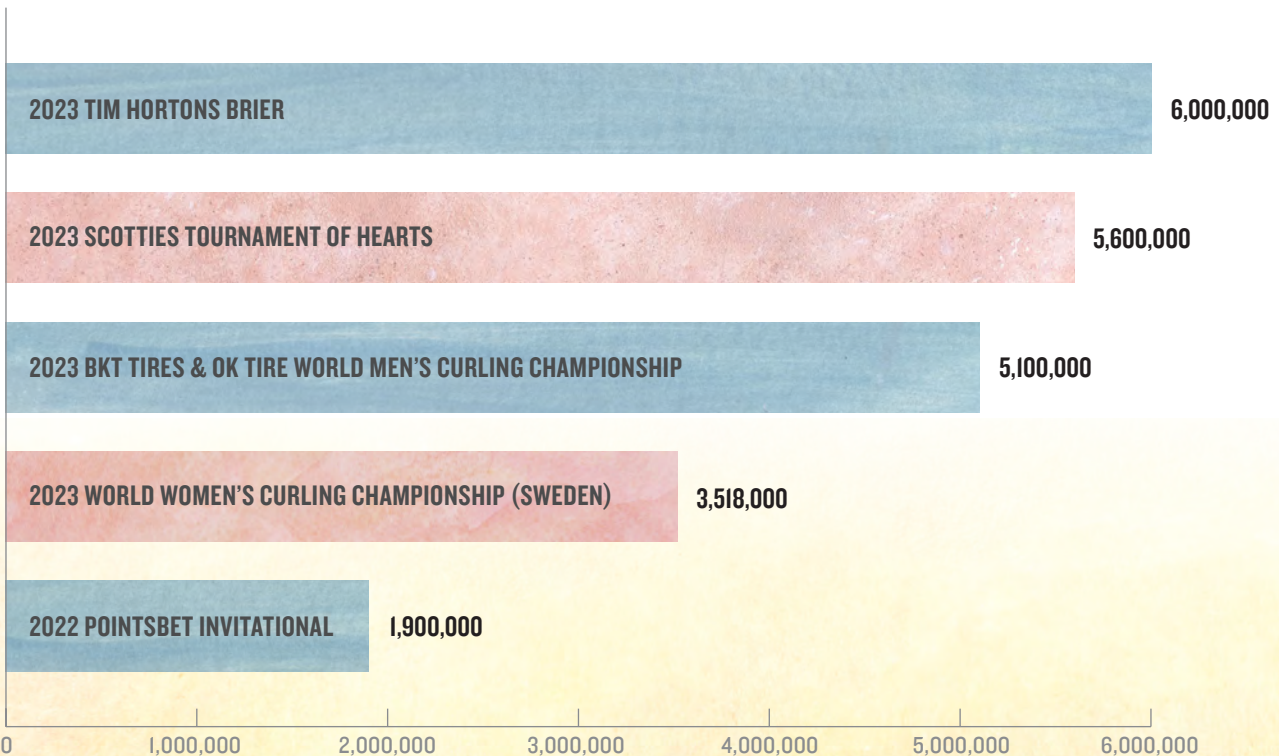 2023 TIM HORTONS BRIER 6,000,000
2023 SCOTTIES TOURNAMENT OF HEARTS 5,600,000
2023 BKT TIRES & OK TIRE WORLD MEN'S CURLING CHAMPIONSHIP 5,100,000
2023 WORLD WOMEN'S CURLING CHAMPIONSHIP (SWEDEN) 3,518,000
2022 POINTSBET INVITATIONAL 1,900,000
0 1,000,000 2,000,000 3,000,000 4,000,000 5,000,000 6,000,000